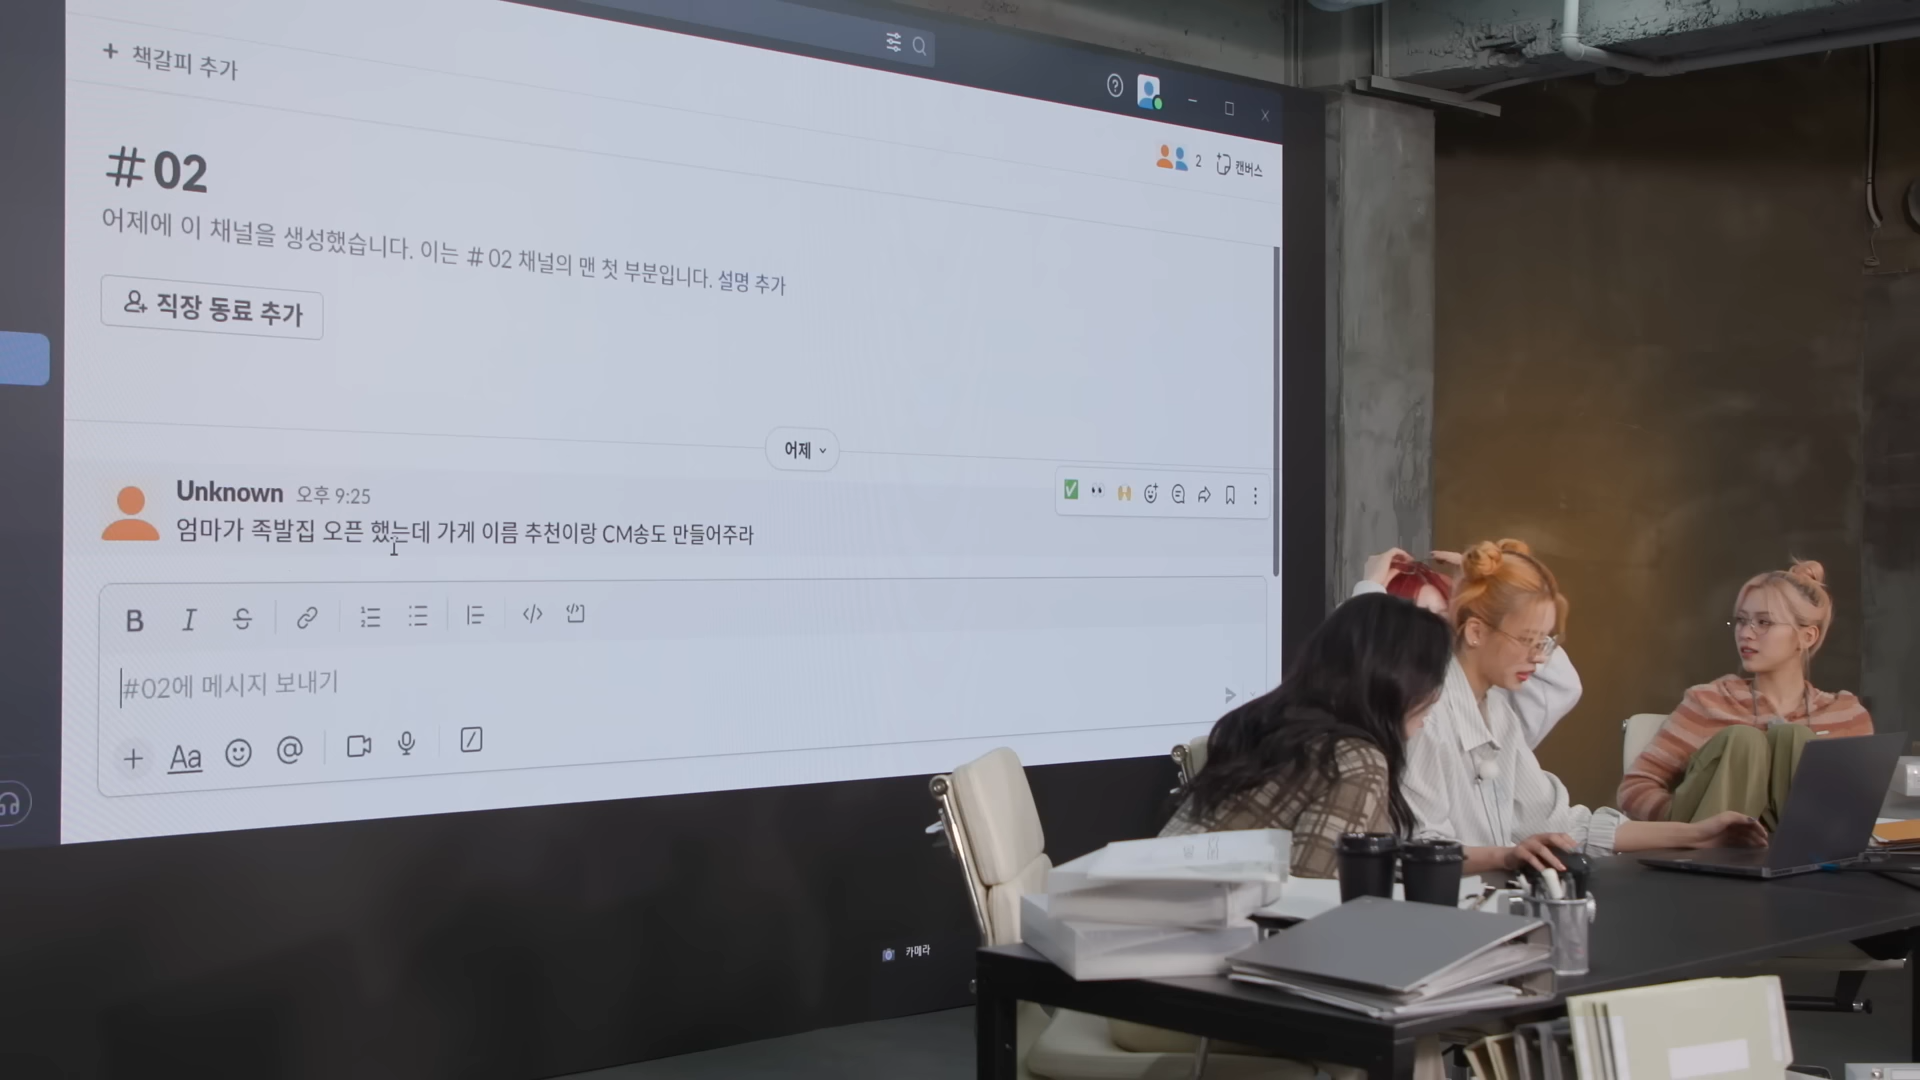 + 책갈피 추가
2 캔버스
#02
어제에 이 채널을 생성했습니다. 이는 #02 채널의 맨 첫 부분입니다. 설명 추가
직장 동료 추가
어제
Unknown 오후 9:25
엄마가 족발집 오픈 했는데 가게 이름 추천이랑 CM송도 만들어주라
B I S
#02에 메시지 보내기
+ Aa @
카메라